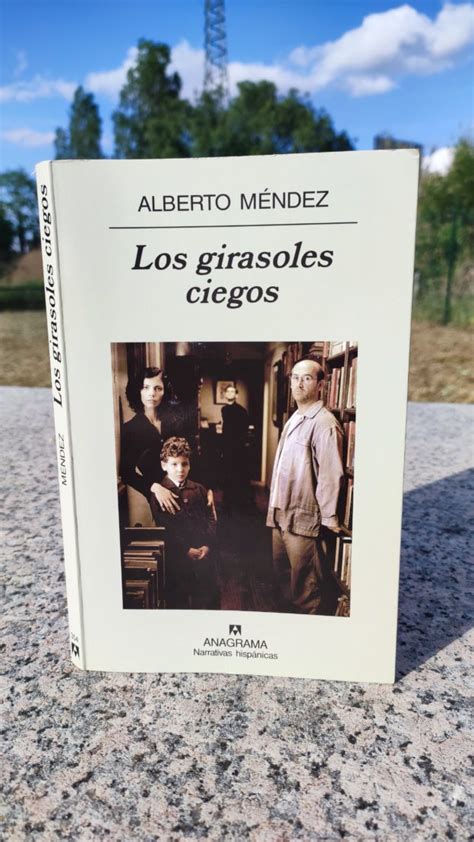 ALBERTO MÉNDEZ
Los girasoles
ciegos
ANAGRAMA
Narrativas hispánicas
Los girasoles ciegos
MÉNDEZ